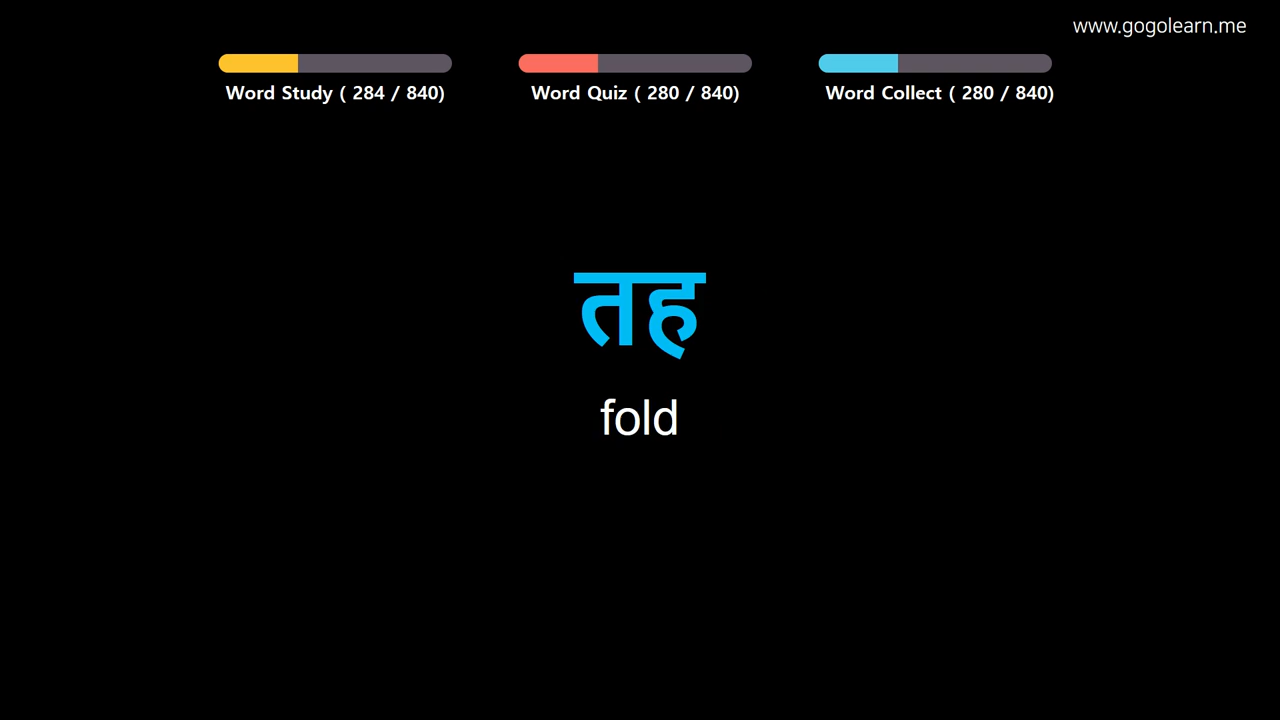 www.gogolearn.me
Word Study ( 284 / 840)
Word Quiz ( 280 / 840)
Word Collect ( 280 / 840)
तह
fold